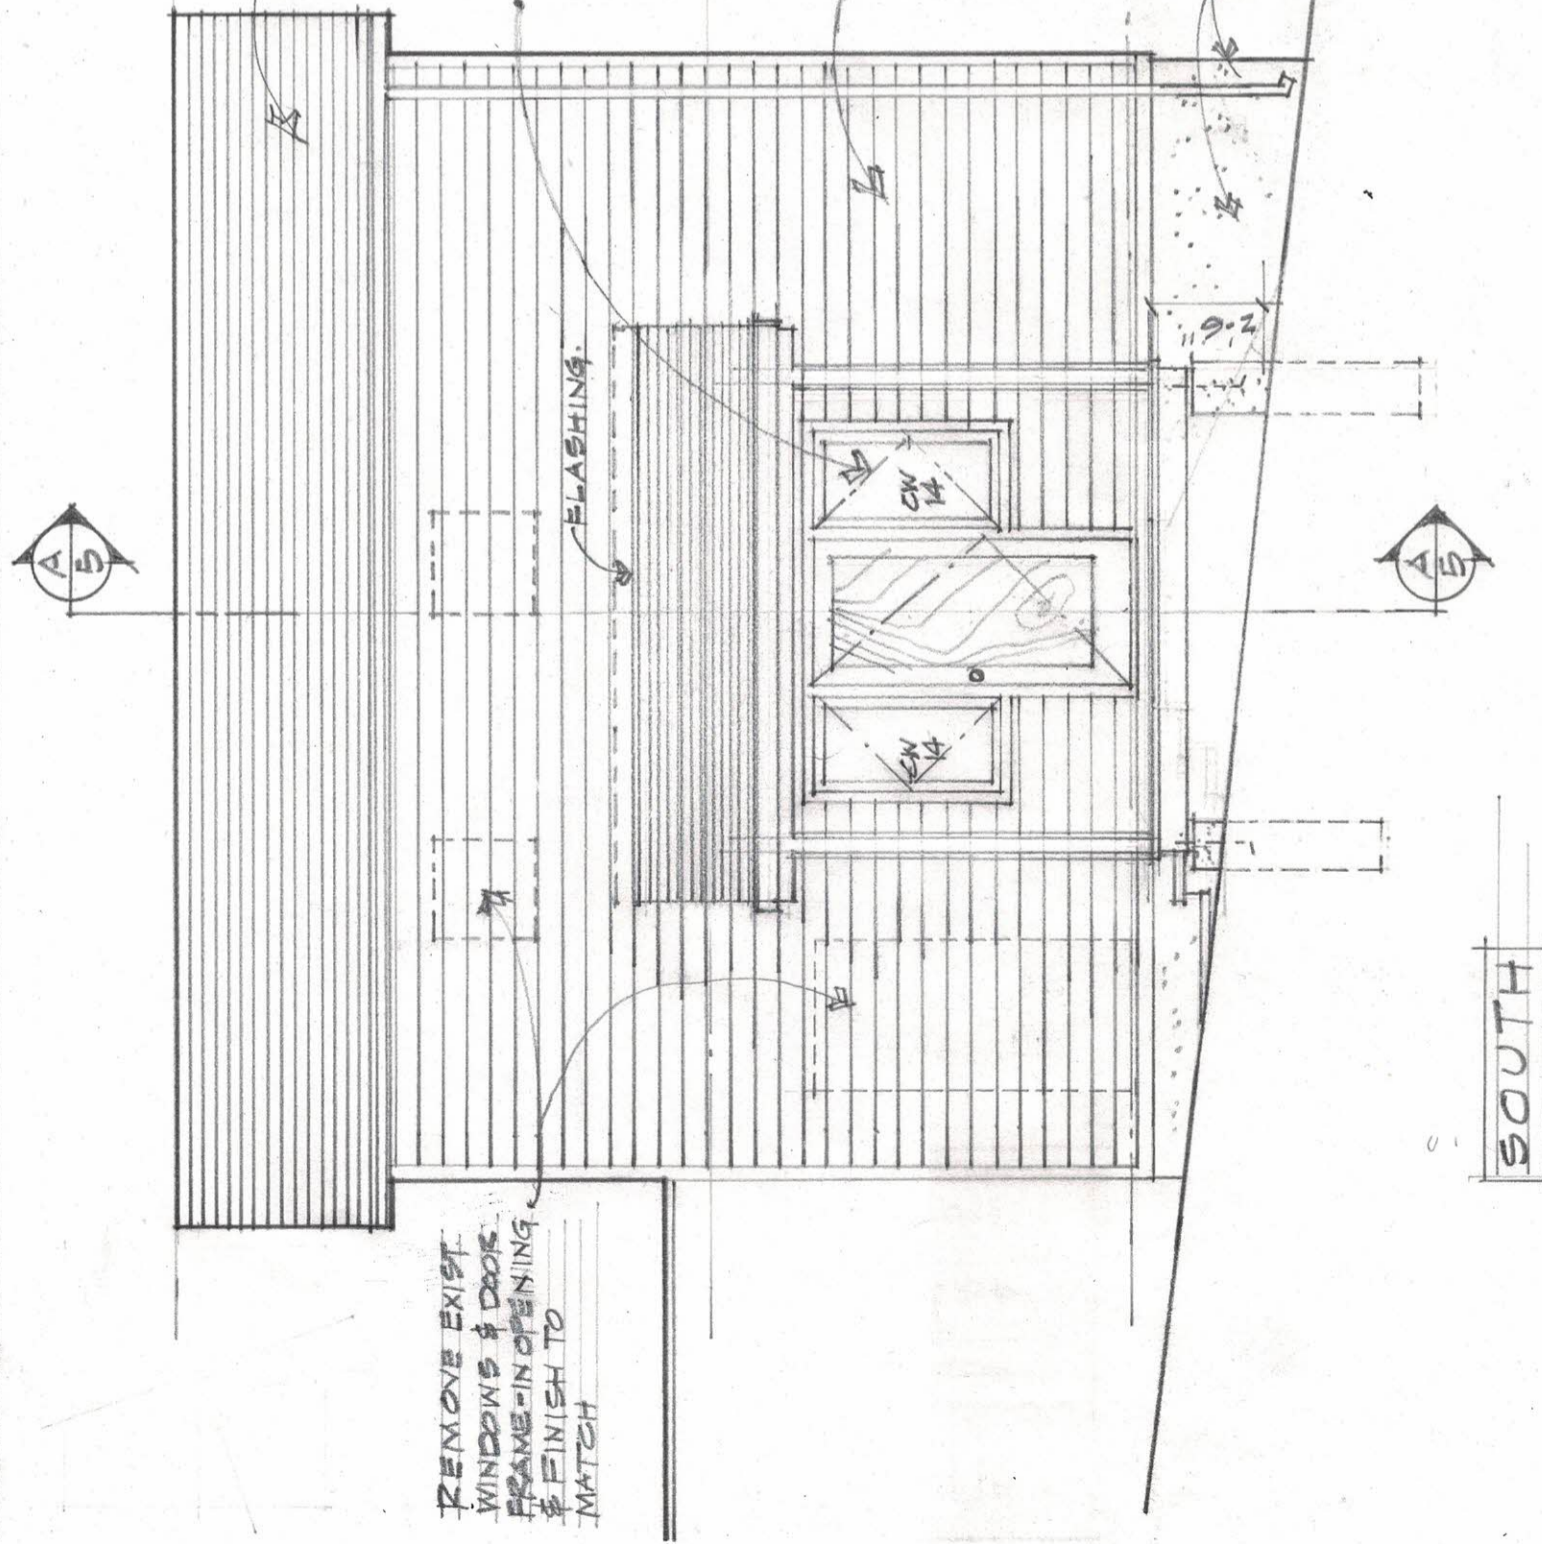 REMOVE EXIST
WINDOWS & DOOR
FRAME-IN OPENING
& FINISH TO
MATCH
FLASHING.
A
5
CW
14
CW
14
2'-6"
A
5
SOUTH